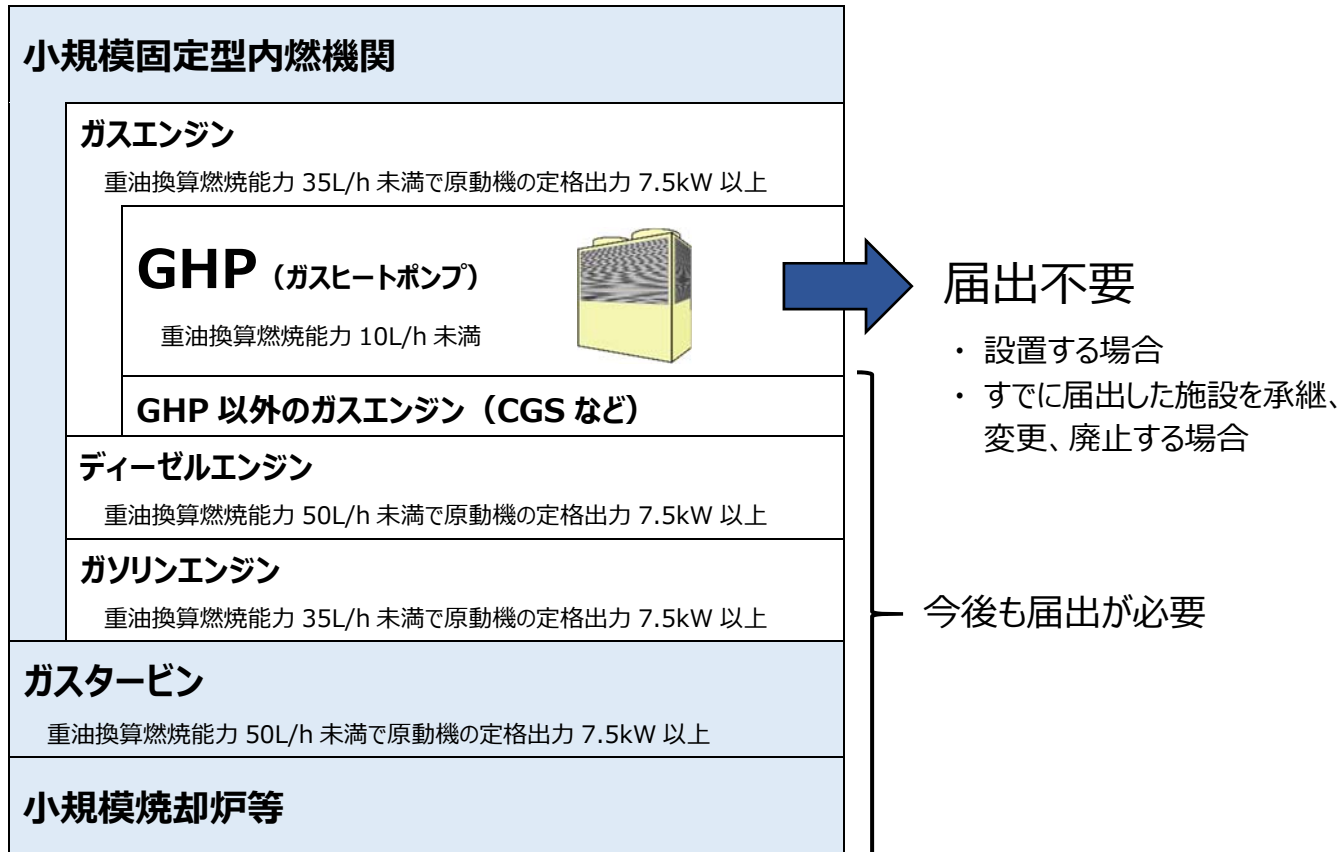 小規模固定型内燃機関
ガスエンジン
重油換算燃焼能力 35L/h 未満で原動機の定格出力 7.5kW 以上
GHP（ガスヒートポンプ）
重油換算燃焼能力 10L/h 未満
届出不要
・ 設置する場合
・ すでに届出した施設を承継、
変更、廃止する場合
GHP 以外のガスエンジン（CGS など）
ディーゼルエンジン
重油換算燃焼能力 50L/h 未満で原動機の定格出力 7.5kW 以上
ガソリンエンジン
重油換算燃焼能力 35L/h 未満で原動機の定格出力 7.5kW 以上
今後も届出が必要
ガスタービン
重油換算燃焼能力 50L/h 未満で原動機の定格出力 7.5kW 以上
小規模焼却炉等